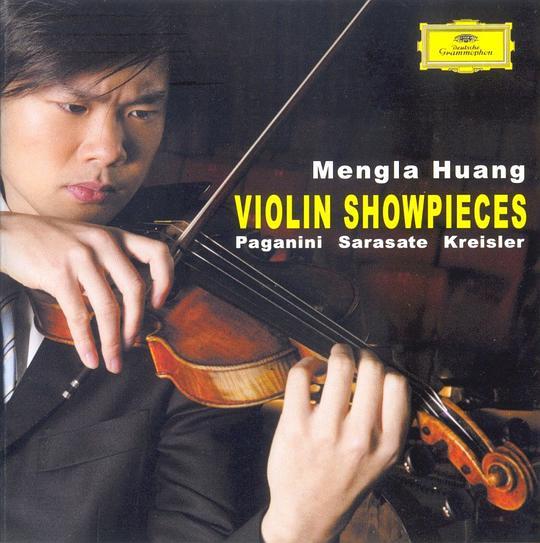 Deutsche
Grammophon
Mengla Huang
VIOLIN SHOWPIECES
Paganini Sarasate Kreisler